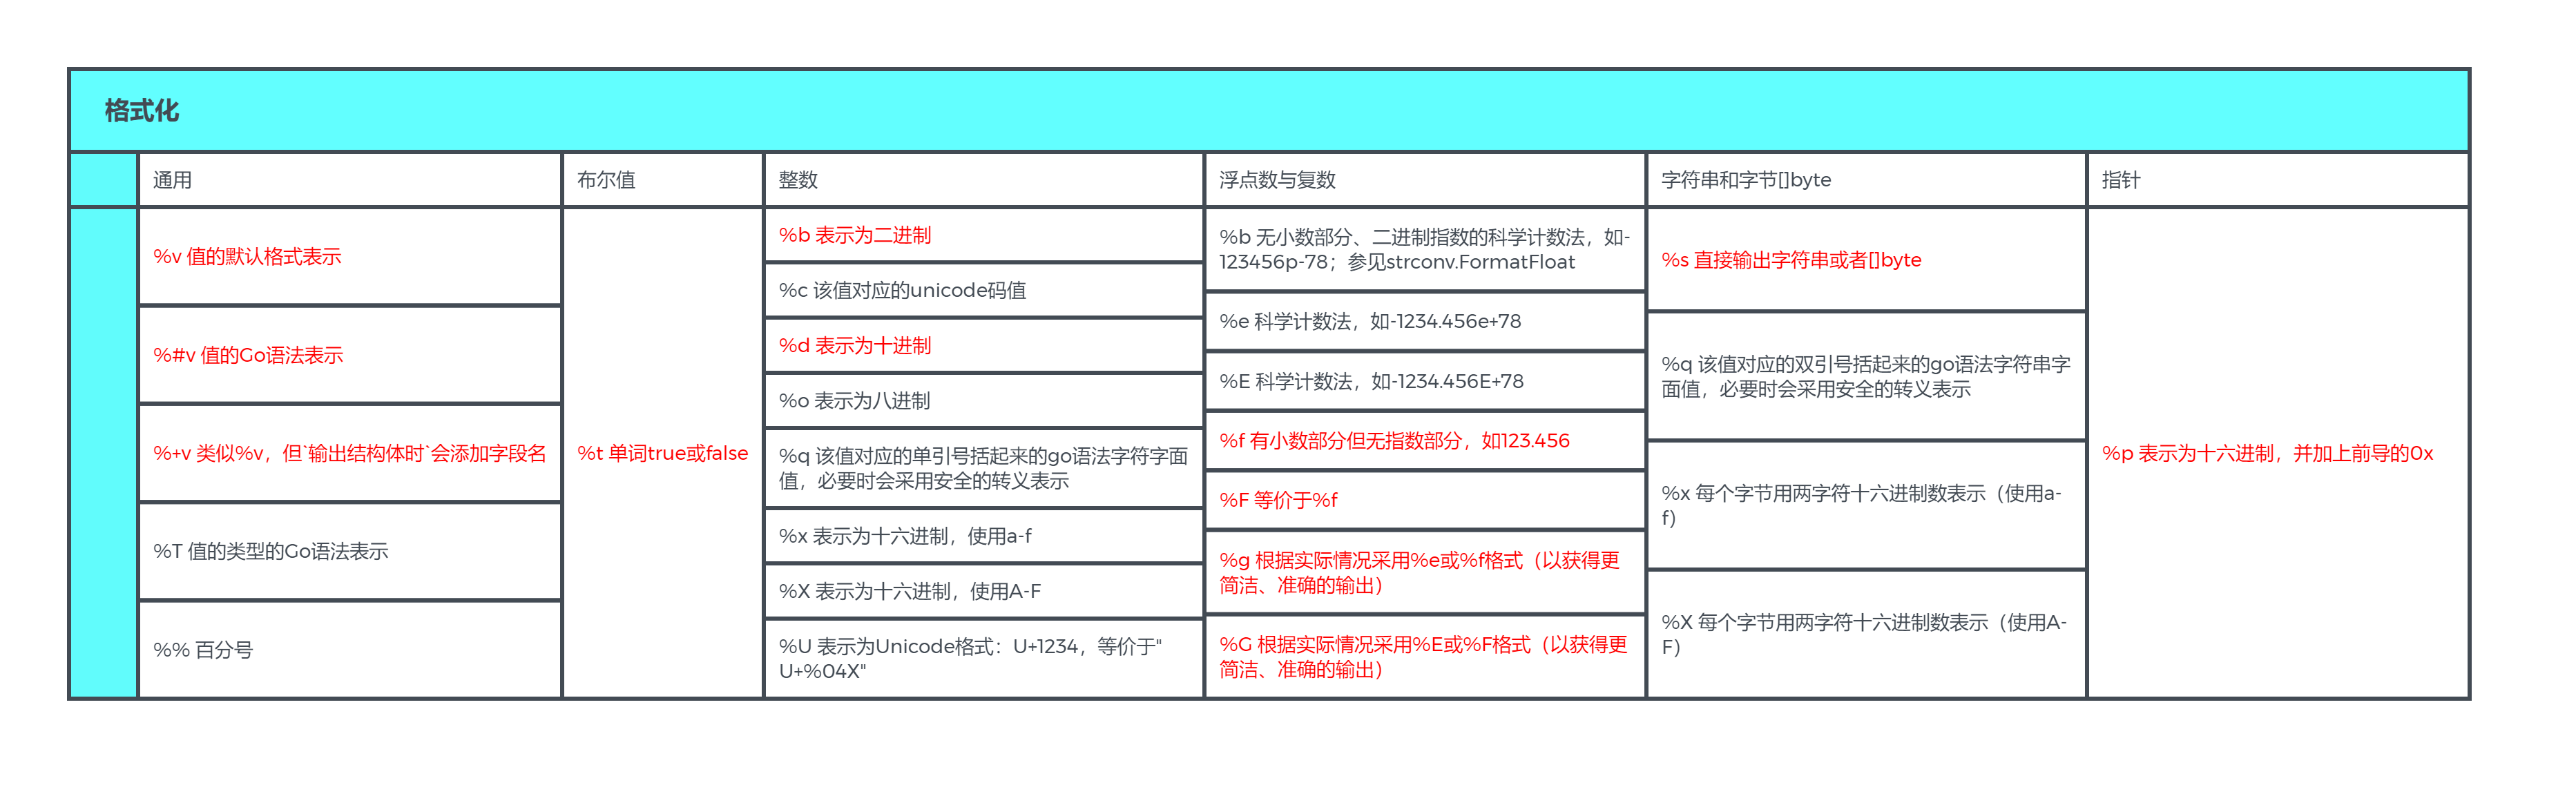 格式化
通用
布尔值
整数
浮点数与复数
字符串和字节[]byte
指针
%v 值的默认格式表示
%#v 值的Go语法表示
%+v 类似%v，但`输出结构体时`会添加字段名
%T 值的类型的Go语法表示
%% 百分号
%t 单词true或false
%b 表示为二进制
%c 该值对应的unicode码值
%d 表示为十进制
%o 表示为八进制
%q 该值对应的单引号括起来的go语法字符字面
值，必要时会采用安全的转义表示
%x 表示为十六进制，使用a-f
%X 表示为十六进制，使用A-F
%U 表示为Unicode格式：U+1234，等价于"
U+%04X"
%b 无小数部分、二进制指数的科学计数法，如-
123456p-78；参见strconv.FormatFloat
%e 科学计数法，如-1234.456e+78
%E 科学计数法，如-1234.456E+78
%f 有小数部分但无指数部分，如123.456
%F 等价于%f
%g 根据实际情况采用%e或%f格式（以获得更
简洁、准确的输出）
%G 根据实际情况采用%E或%F格式（以获得更
简洁、准确的输出）
%s 直接输出字符串或者[]byte
%q 该值对应的双引号括起来的go语法字符串字
面值，必要时会采用安全的转义表示
%x 每个字节用两字符十六进制数表示（使用a-
f）
%X 每个字节用两字符十六进制数表示（使用A-
F）
%p 表示为十六进制，并加上前导的0x